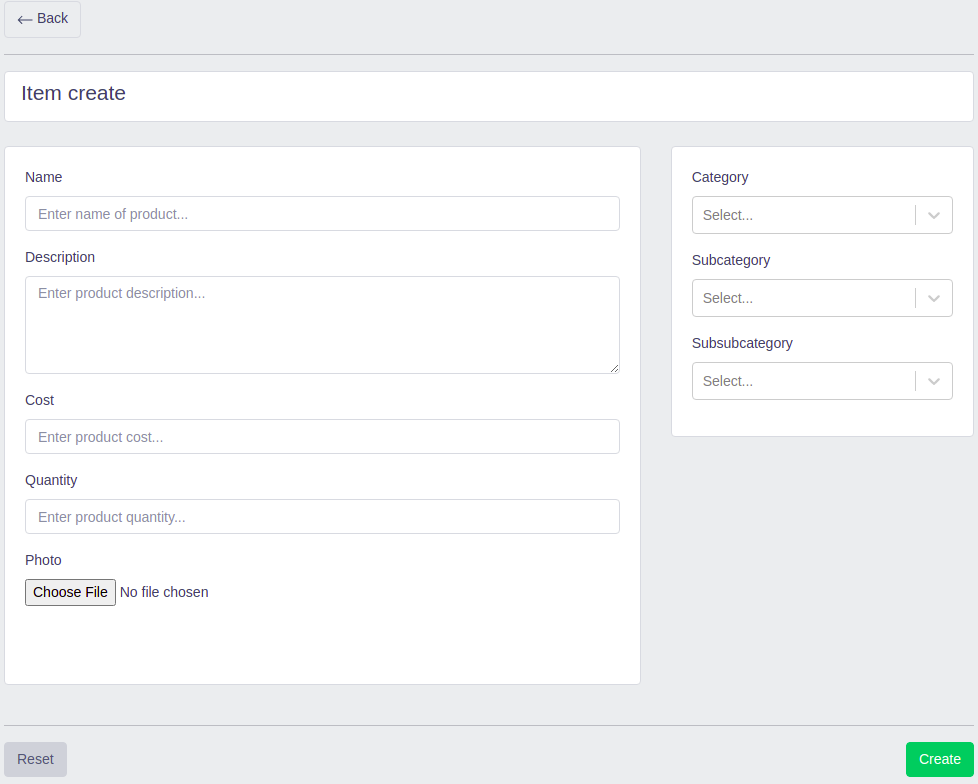 Back
Item create
Name
Enter name of product...
Description
Enter product description...
Cost
Enter product cost...
Quantity
Enter product quantity...
Photo
Choose File No file chosen
Category
Select...
Subcategory
Select...
Subsubcategory
Select...
Reset
Create